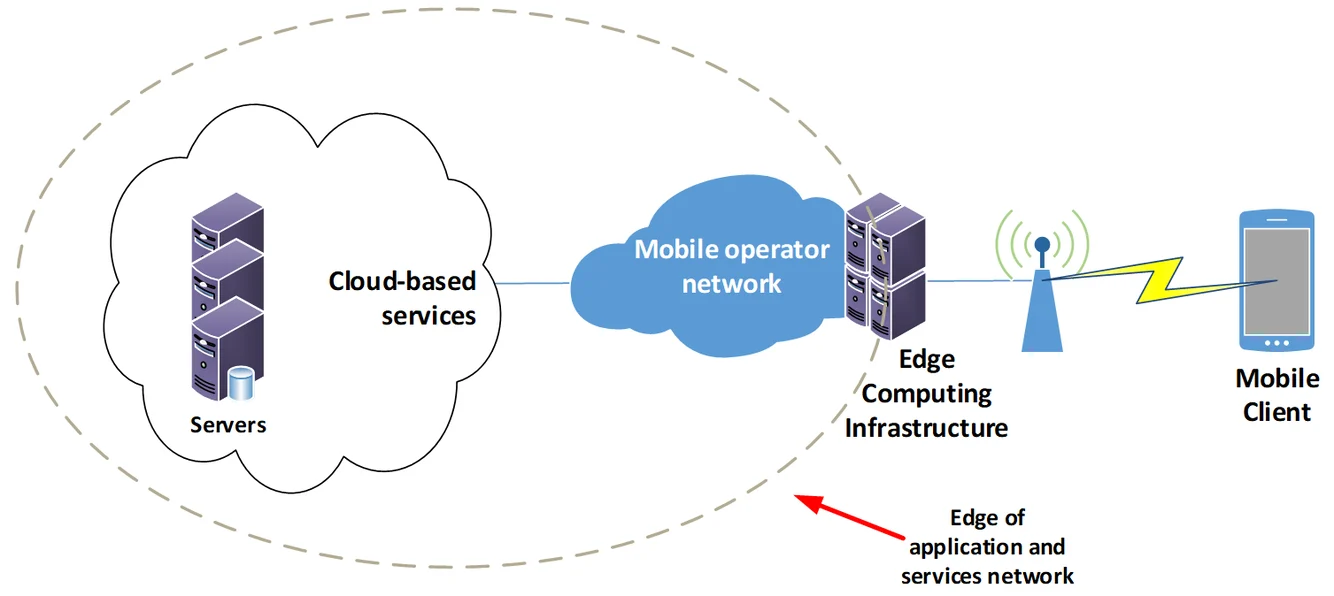 Cloud-based
services
Servers
Mobile operator
network
Edge
Computing
Infrastructure
Mobile
Client
Edge of
application and
services network